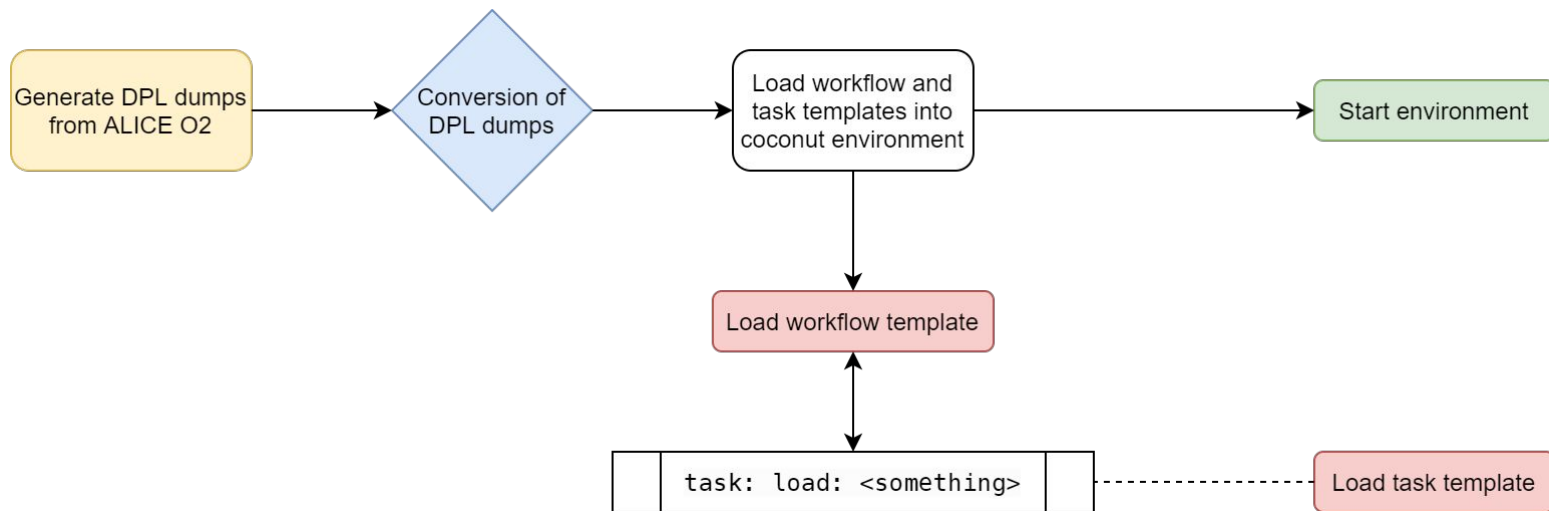 Generate DPL dumps
from ALICE O2
Conversion of
DPL dumps
Load workflow and
task templates into
coconut environment
Start environment
Load workflow template
task: load: <something>
Load task template